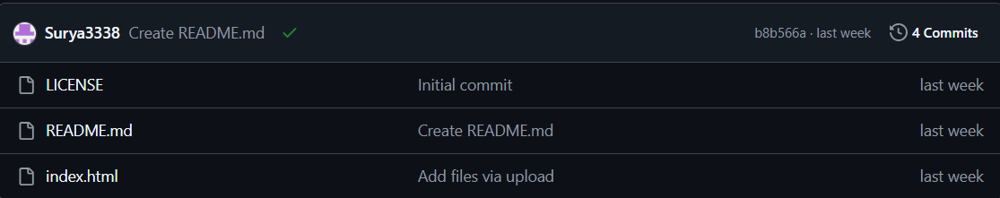 Surya3338 Create README.md b8b566a · last week 4 Commits
LICENSE Initial commit last week
README.md Create README.md last week
index.html Add files via upload last week